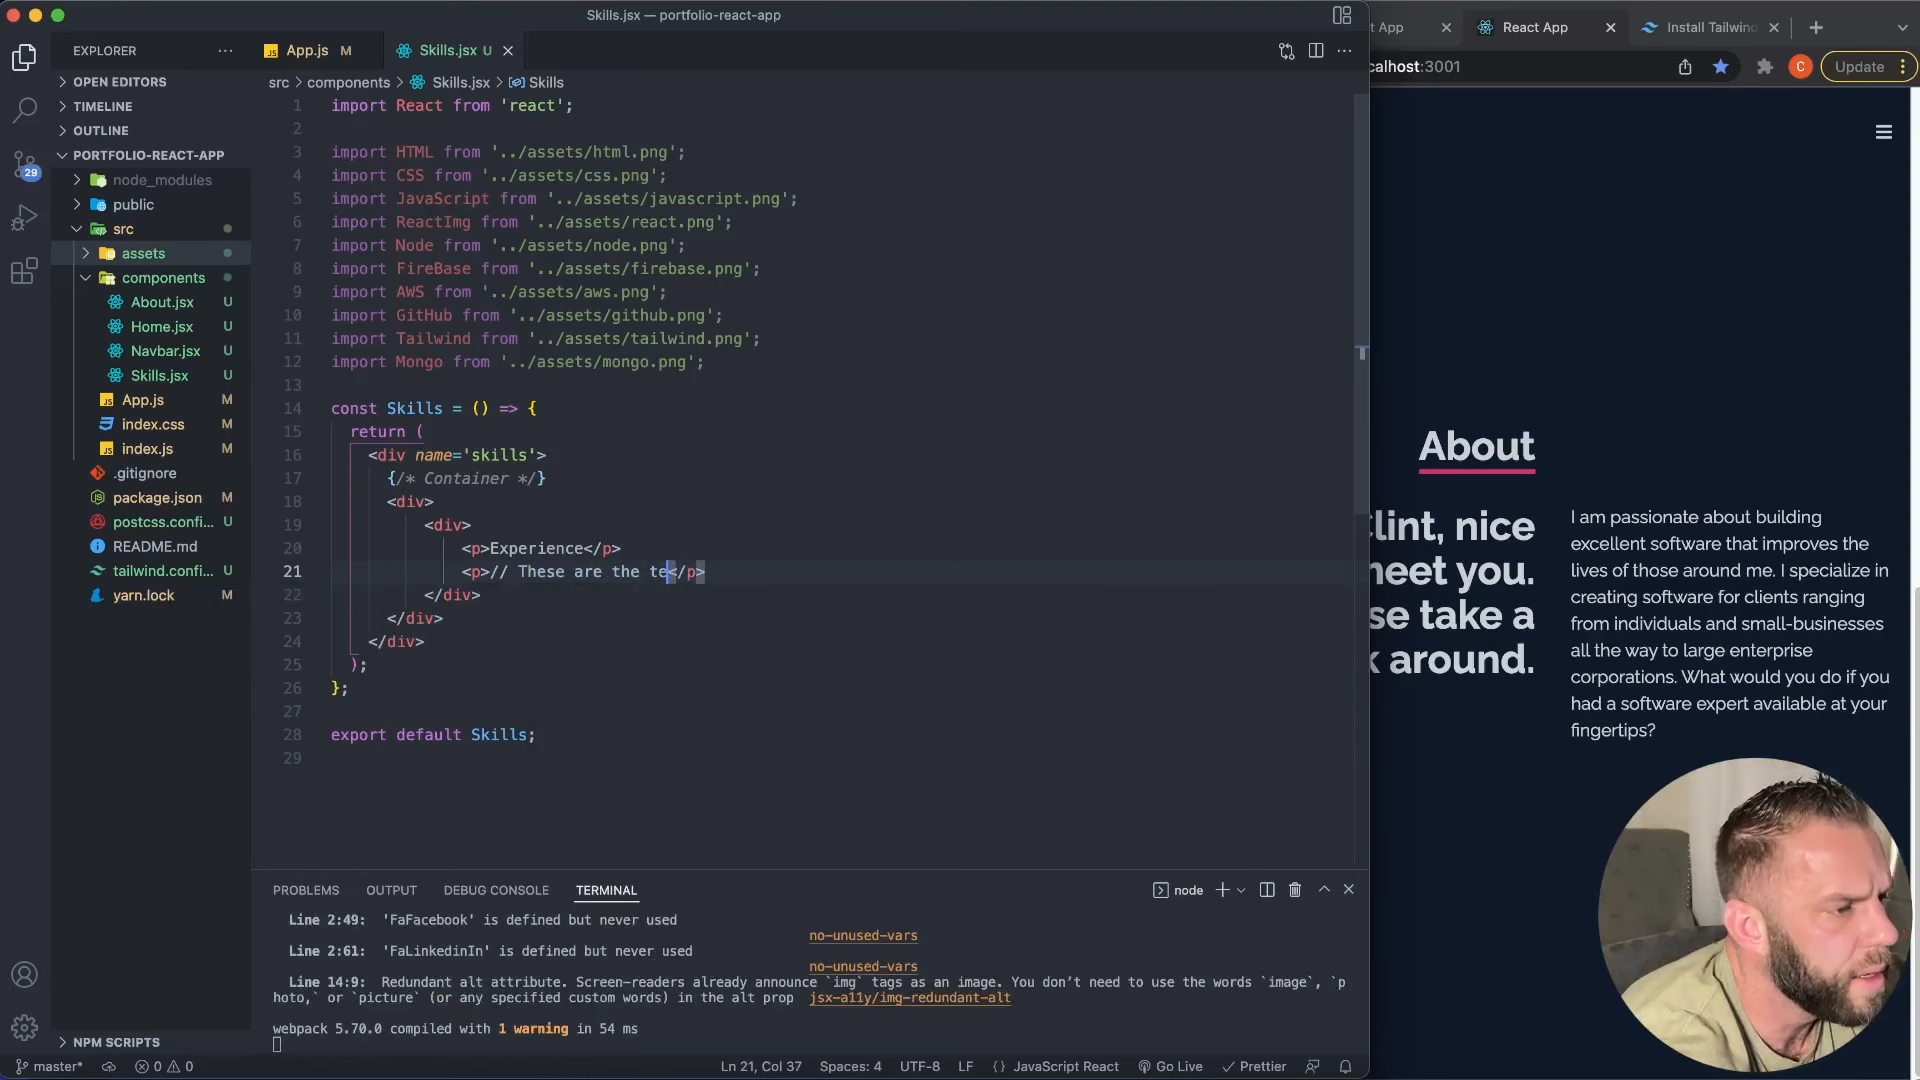 Skills.jsx — portfolio-react-app
EXPLORER
OPEN EDITORS
TIMELINE
OUTLINE
PORTFOLIO-REACT-APP
node_modules
public
src
assets
components
About.jsx U
Home.jsx U
Navbar.jsx U
Skills.jsx U
App.js M
index.css M
index.js M
.gitignore
package.json M
postcss.confi... U
README.md
tailwind.confi... U
yarn.lock M
NPM SCRIPTS
29
App.js M
Skills.jsx U
src > components > Skills.jsx > Skills
1 import React from 'react';
2
3 import HTML from '../assets/html.png';
4 import CSS from '../assets/css.png';
5 import JavaScript from '../assets/javascript.png';
6 import ReactImg from '../assets/react.png';
7 import Node from '../assets/node.png';
8 import FireBase from '../assets/firebase.png';
9 import AWS from '../assets/aws.png';
10 import GitHub from '../assets/github.png';
11 import Tailwind from '../assets/tailwind.png';
12 import Mongo from '../assets/mongo.png';
13
14 const Skills = () => {
15 return (
16 <div name='skills'>
17 {/* Container */}
18 <div>
19 <div>
20 <p>Experience</p>
21 <p>// These are the te</p>
22 </div>
23 </div>
24 </div>
25 );
26 };
27
28 export default Skills;
29
PROBLEMS OUTPUT DEBUG CONSOLE TERMINAL
node
Line 2:49: 'FaFacebook' is defined but never used
no-unused-vars
Line 2:61: 'FaLinkedinIn' is defined but never used
no-unused-vars
Line 14:9: Redundant alt attribute. Screen-readers already announce `img` tags as an image. You don’t need to use the words `image`, `p
hoto,` or `picture` (or any specified custom words) in the alt prop jsx-a11y/img-redundant-alt
webpack 5.70.0 compiled with 1 warning in 54 ms
master* 0 0
Ln 21, Col 37 Spaces: 4 UTF-8 LF {} JavaScript React Go Live Prettier
t App
React App
Install Tailwind
calhost:3001
C
Update
About
Clint, nice
meet you.
se take a
k around.
I am passionate about building
excellent software that improves the
lives of those around me. I specialize in
creating software for clients ranging
from individuals and small-businesses
all the way to large enterprise
corporations. What would you do if you
had a software expert available at your
fingertips?